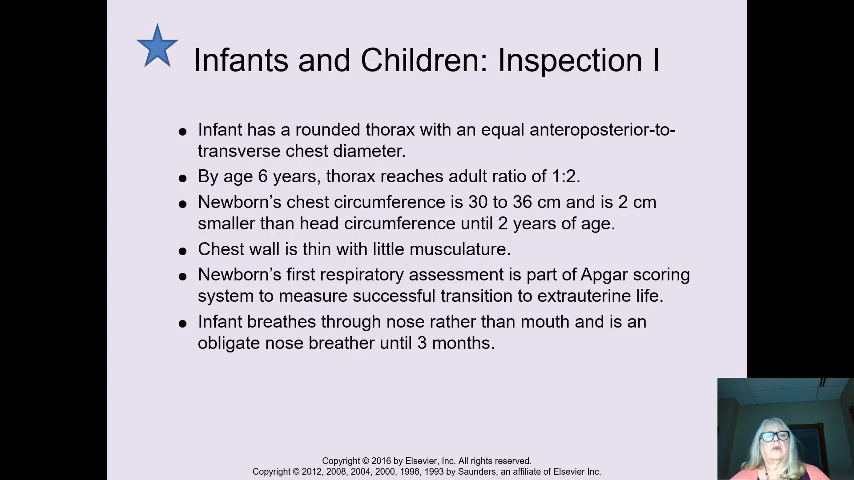 Infants and Children: Inspection I
● Infant has a rounded thorax with an equal anteroposterior-to-
transverse chest diameter.
● By age 6 years, thorax reaches adult ratio of 1:2.
● Newborn's chest circumference is 30 to 36 cm and is 2 cm
smaller than head circumference until 2 years of age.
● Chest wall is thin with little musculature.
● Newborn's first respiratory assessment is part of Apgar scoring
system to measure successful transition to extrauterine life.
● Infant breathes through nose rather than mouth and is an
obligate nose breather until 3 months.
Copyright © 2016 by Elsevier, Inc. All rights reserved.
Copyright © 2012, 2008, 2004, 2000, 1996, 1993 by Saunders, an affiliate of Elsevier Inc.